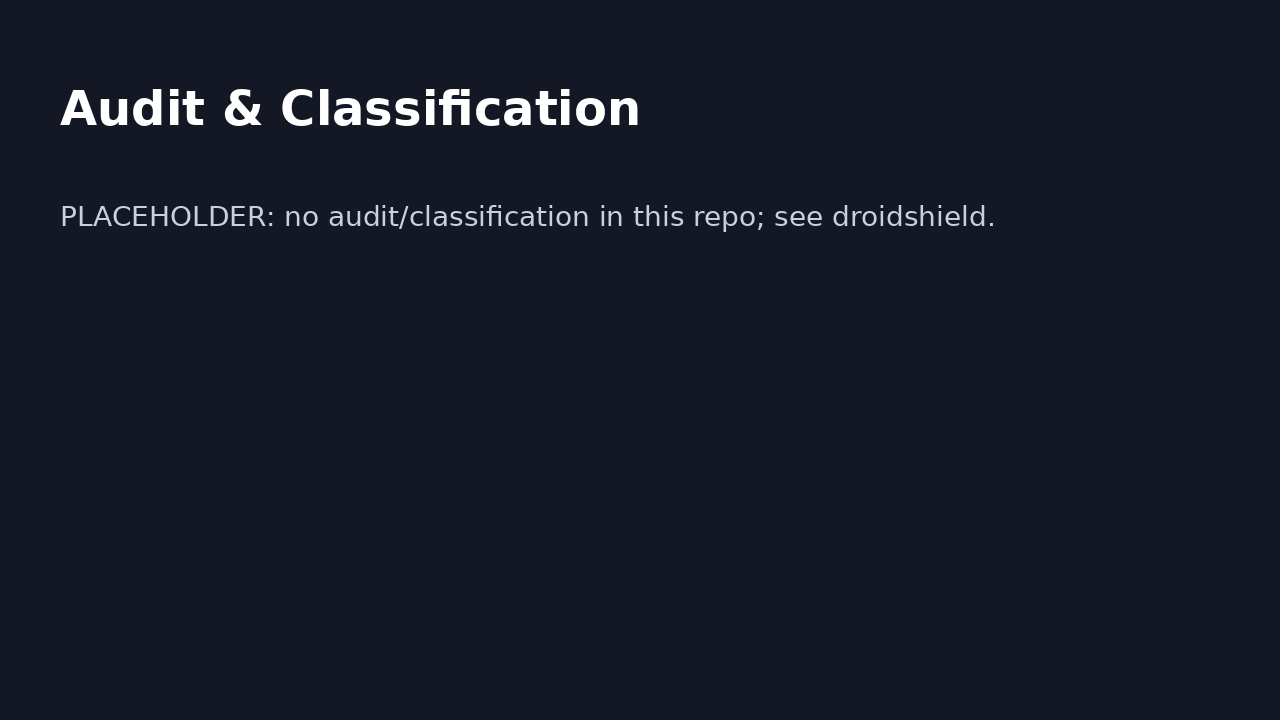 Audit & Classification
PLACEHOLDER: no audit/classification in this repo; see droidshield.